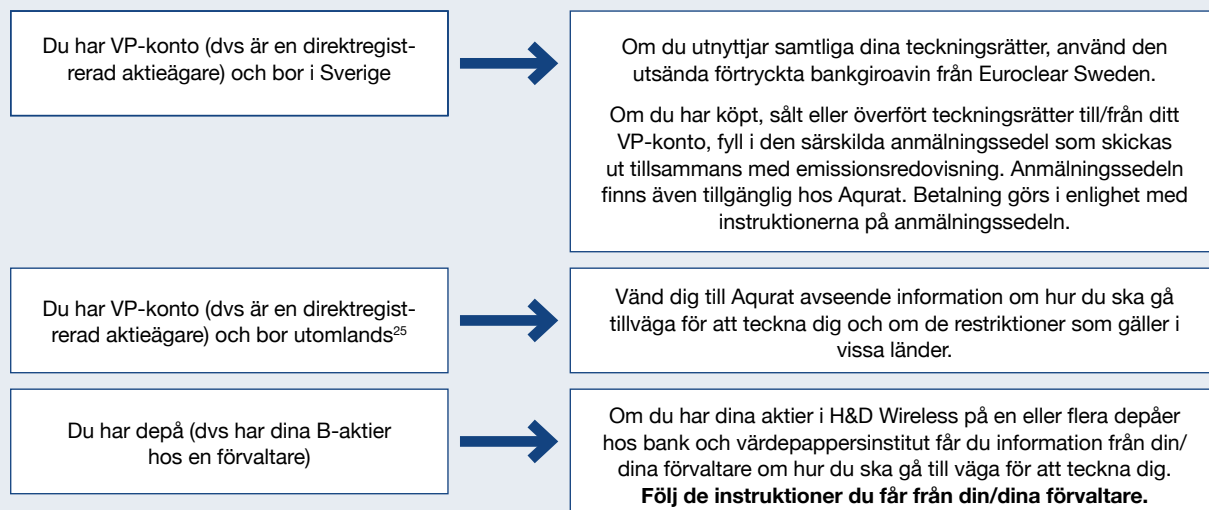 Du har VP-konto (dvs är en direktregist-
rerad aktieägare) och bor i Sverige
Om du utnyttjar samtliga dina teckningsrätter, använd den
utsända förtryckta bankgiroavin från Euroclear Sweden.
Om du har köpt, sålt eller överfört teckningsrätter till/från ditt
VP-konto, fyll i den särskilda anmälningssedel som skickas
ut tillsammans med emissionsredovisning. Anmälningssedeln
finns även tillgänglig hos Aqurat. Betalning görs i enlighet med
instruktionerna på anmälningssedeln.
Du har VP-konto (dvs är en direktregist-
rerad aktieägare) och bor utomlands²⁵
Vänd dig till Aqurat avseende information om hur du ska gå
tillväga för att teckna dig och om de restriktioner som gäller i
vissa länder.
Du har depå (dvs har dina B-aktier
hos en förvaltare)
Om du har dina aktier i H&D Wireless på en eller flera depåer
hos bank och värdepappersinstitut får du information från din/
dina förvaltare om hur du ska gå till väga för att teckna dig.
Följ de instruktioner du får från din/dina förvaltare.